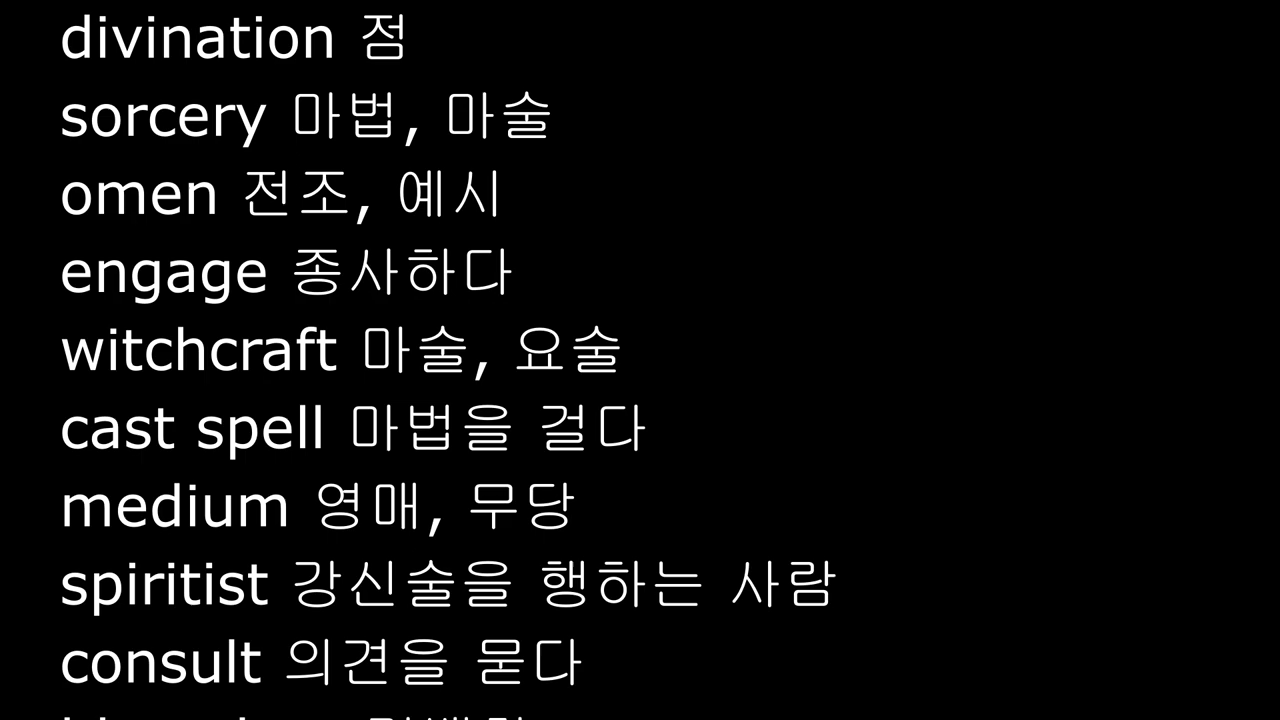 divination 점
sorcery 마법, 마술
omen 전조, 예시
engage 종사하다
witchcraft 마술, 요술
cast spell 마법을 걸다
medium 영매, 무당
spiritist 강신술을 행하는 사람
consult 의견을 묻다